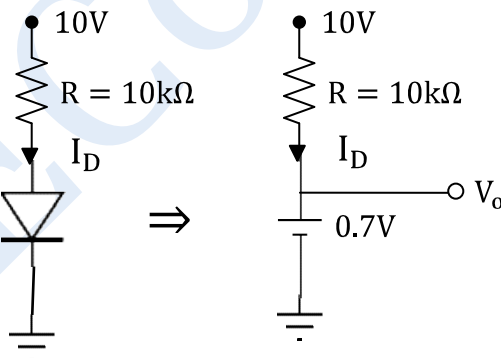 10V
R = 10kΩ
I_D
⇒
10V
R = 10kΩ
I_D
V_o
0.7V